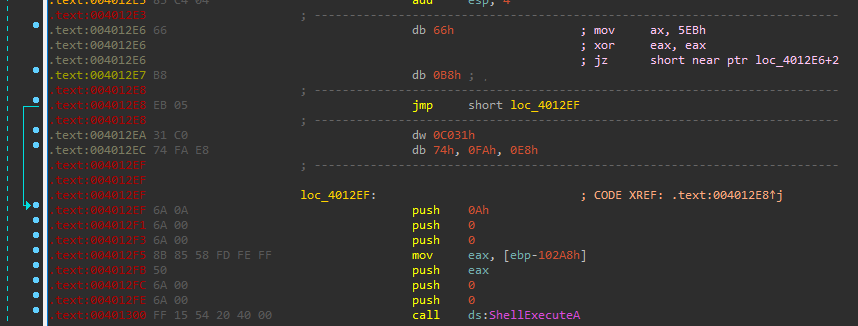 .text:004012E3 83 C4 04 add esp, 4
.text:004012E3 ; ---------------------------------------------------------------------------
.text:004012E6 66 db 66h ; mov ax, 5EBh
.text:004012E6 ; xor eax, eax
.text:004012E6 ; jz short near ptr loc_4012E6+2
.text:004012E7 B8 db 0B8h ; ¸
.text:004012E8 ; ---------------------------------------------------------------------------
.text:004012E8 EB 05 jmp short loc_4012EF
.text:004012E8 ; ---------------------------------------------------------------------------
.text:004012EA 31 C0 dw 0C031h
.text:004012EC 74 FA E8 db 74h, 0FAh, 0E8h
.text:004012EF ; ---------------------------------------------------------------------------
.text:004012EF
.text:004012EF loc_4012EF: ; CODE XREF: .text:004012E8↑j
.text:004012EF 6A 0A push 0Ah
.text:004012F1 6A 00 push 0
.text:004012F3 6A 00 push 0
.text:004012F5 8B 85 58 FD FE FF mov eax, [ebp-102A8h]
.text:004012FB 50 push eax
.text:004012FC 6A 00 push 0
.text:004012FE 6A 00 push 0
.text:00401300 FF 15 54 20 40 00 call ds:ShellExecuteA